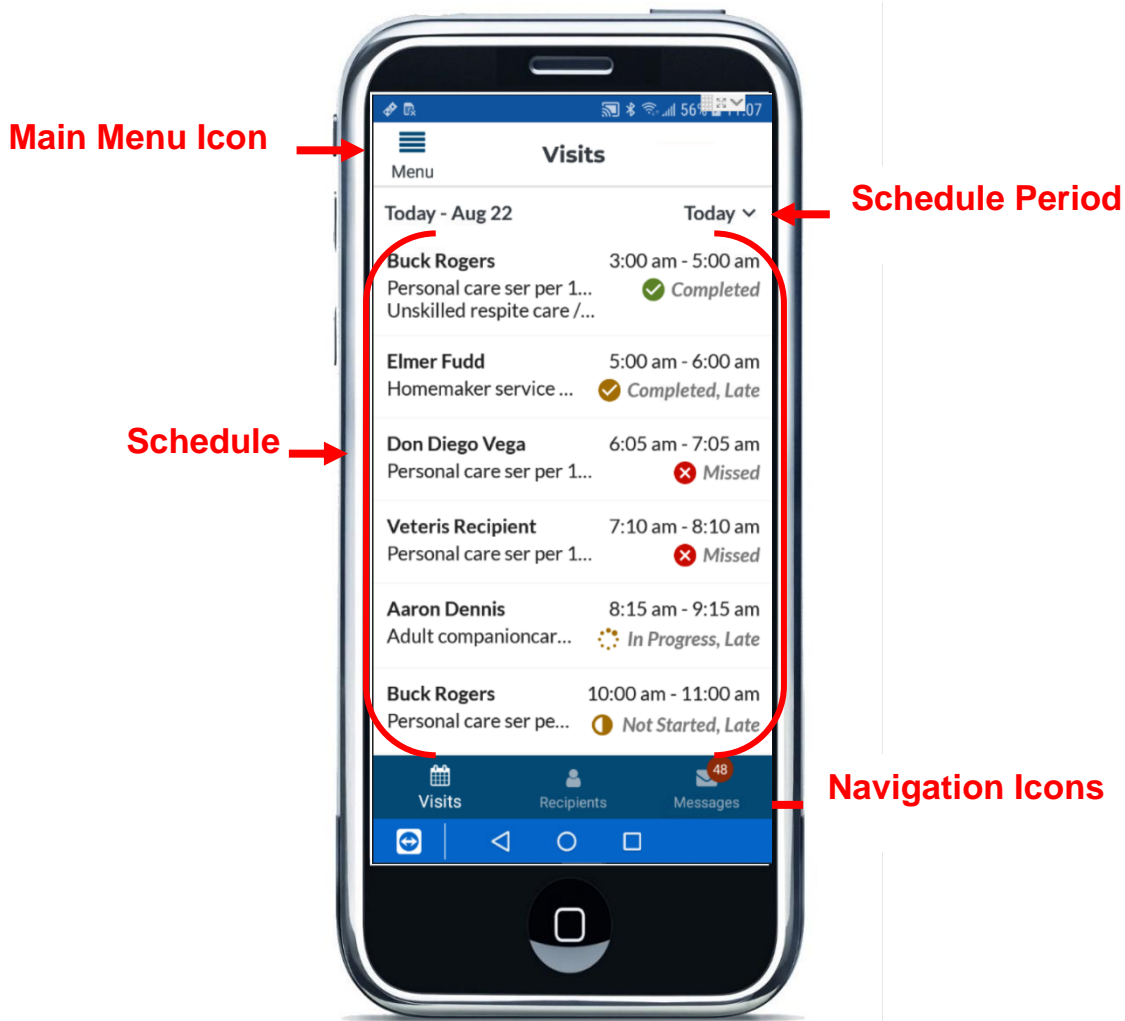 56%
11:07
Main Menu Icon
Menu
Visits
Schedule Period
Today - Aug 22
Today
Buck Rogers
3:00 am - 5:00 am
Personal care ser per 1...
Completed
Unskilled respite care /...
Elmer Fudd
5:00 am - 6:00 am
Homemaker service ...
Completed, Late
Schedule
Don Diego Vega
6:05 am - 7:05 am
Personal care ser per 1...
Missed
Veteris Recipient
7:10 am - 8:10 am
Personal care ser per 1...
Missed
Aaron Dennis
8:15 am - 9:15 am
Adult companioncar...
In Progress, Late
Buck Rogers
10:00 am - 11:00 am
Personal care ser pe...
Not Started, Late
48
Navigation Icons
Visits
Recipients
Messages